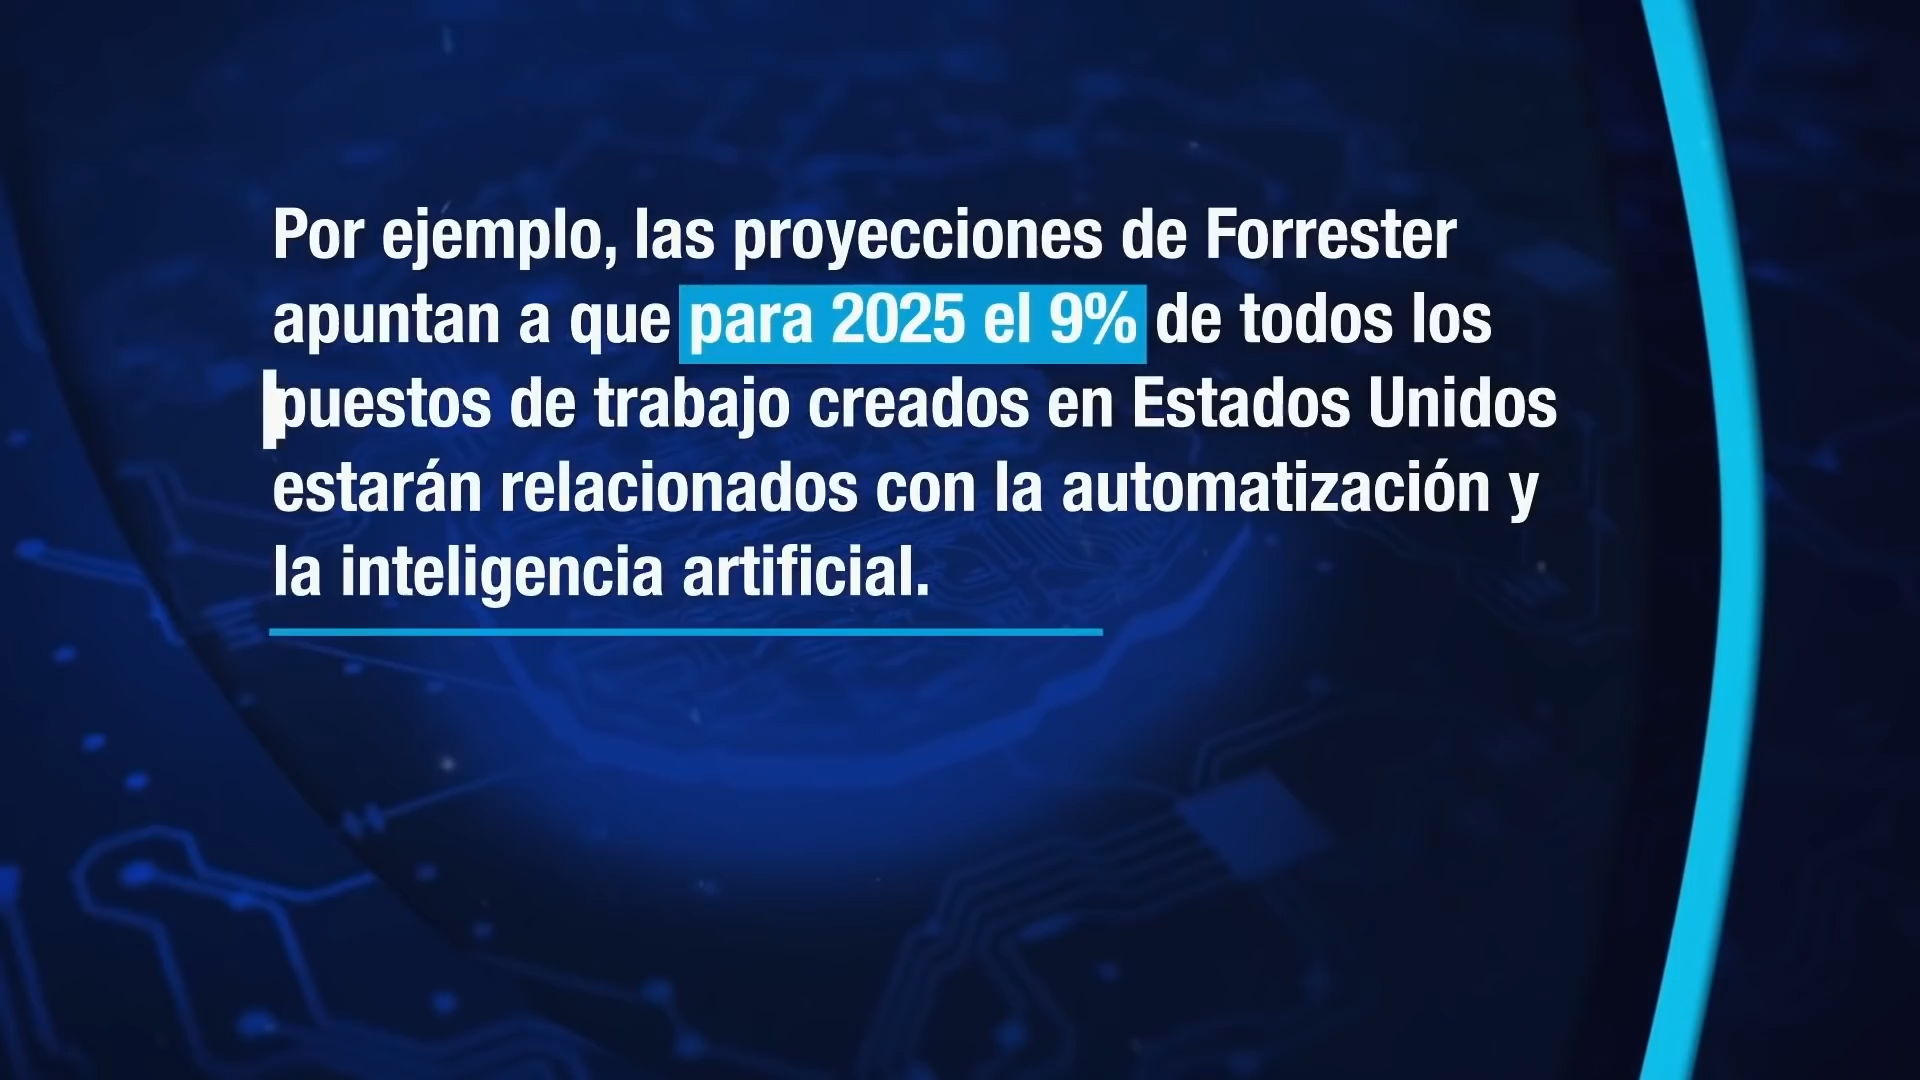 Por ejemplo, las proyecciones de Forrester
apuntan a que para 2025 el 9% de todos los
puestos de trabajo creados en Estados Unidos
estarán relacionados con la automatización y
la inteligencia artificial.